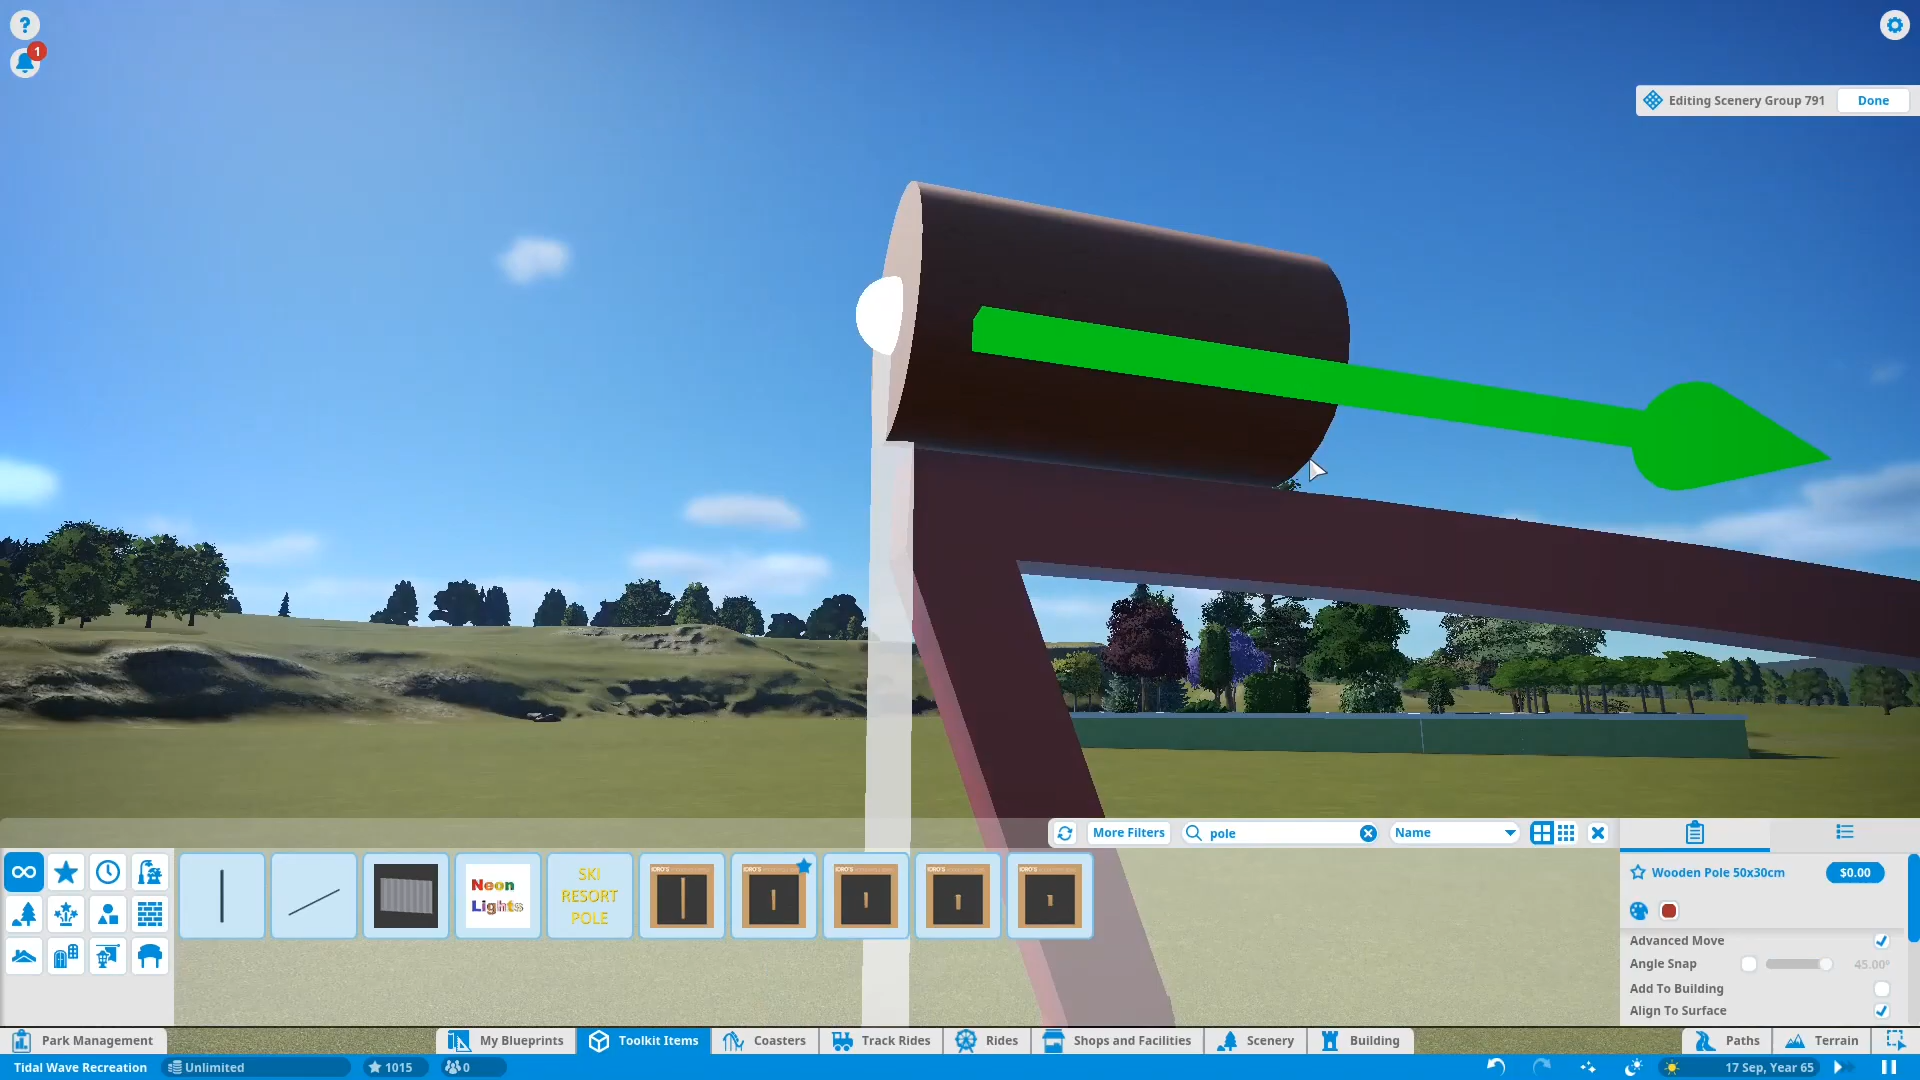 ?
1
Editing Scenery Group 791
Done
More Filters
pole
Name
Neon
Lights
SKI
RESORT
POLE
Wooden Pole 50x30cm
$0.00
Advanced Move
Angle Snap
45.00°
Add To Building
Align To Surface
Park Management
My Blueprints
Toolkit Items
Coasters
Track Rides
Rides
Shops and Facilities
Scenery
Building
Paths
Terrain
Tidal Wave Recreation
Unlimited
1015
0
17 Sep, Year 65